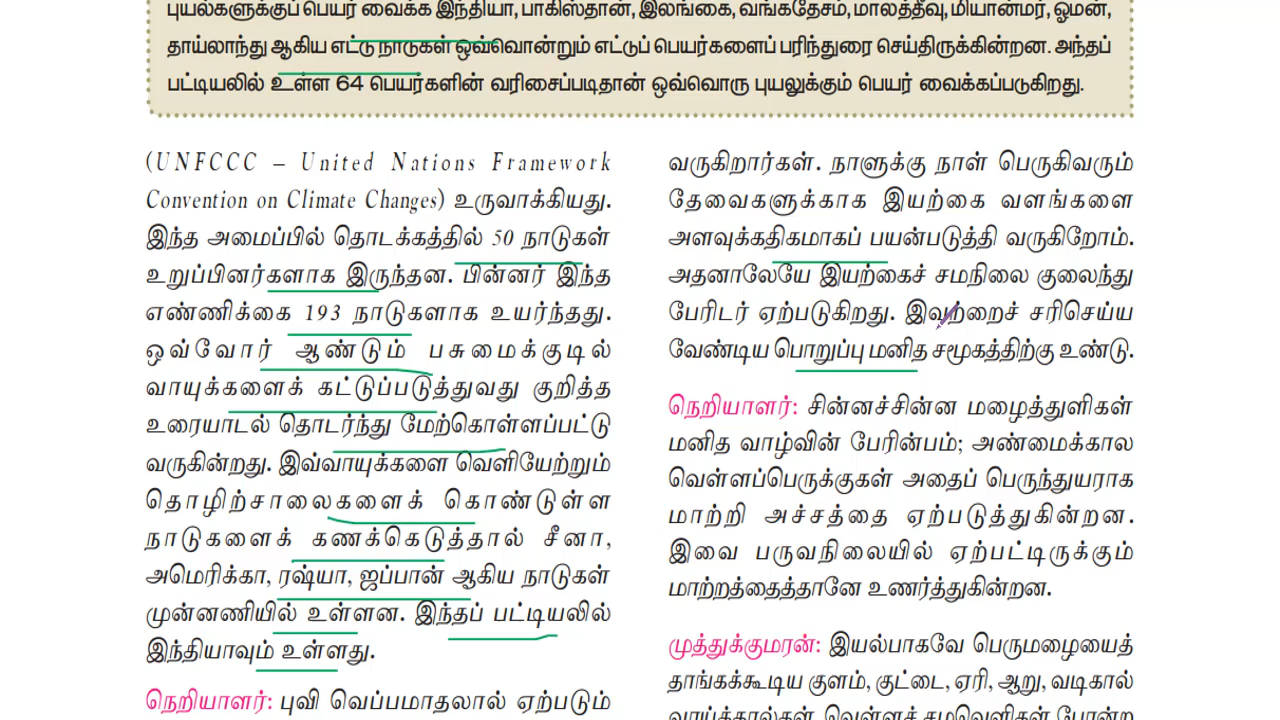 புயல்களுக்குப் பெயர் வைக்க இந்தியா, பாகிஸ்தான், இலங்கை, வங்கதேசம், மாலத்தீவு, மியான்மர், ஓமன்,
தாய்லாந்து ஆகிய எட்டு நாடுகள் ஒவ்வொன்றும் எட்டுப் பெயர்களைப் பரிந்துரை செய்திருக்கின்றன. அந்தப்
பட்டியலில் உள்ள 64 பெயர்களின் வரிசைப்படிதான் ஒவ்வொரு புயலுக்கும் பெயர் வைக்கப்படுகிறது.
(UNFCCC – United Nations Framework
Convention on Climate Changes) உருவாக்கியது.
இந்த அமைப்பில் தொடக்கத்தில் 50 நாடுகள்
உறுப்பினர்களாக இருந்தன. பின்னர் இந்த
எண்ணிக்கை 193 நாடுகளாக உயர்ந்தது.
ஒவ்வோர் ஆண்டும் பசுமைக்குடில்
வாயுக்களைக் கட்டுப்படுத்துவது குறித்த
உரையாடல் தொடர்ந்து மேற்கொள்ளப்பட்டு
வருகின்றது. இவ்வாயுக்களை வெளியேற்றும்
தொழிற்சாலைகளைக் கொண்டுள்ள
நாடுகளைக் கணக்கெடுத்தால் சீனா,
அமெரிக்கா, ரஷ்யா, ஜப்பான் ஆகிய நாடுகள்
முன்னணியில் உள்ளன. இந்தப் பட்டியலில்
இந்தியாவும் உள்ளது.
நெறியாளர்: புவி வெப்பமாதலால் ஏற்படும்
வருகிறார்கள். நாளுக்கு நாள் பெருகிவரும்
தேவைகளுக்காக இயற்கை வளங்களை
அளவுக்கதிகமாகப் பயன்படுத்தி வருகிறோம்.
அதனாலேயே இயற்கைச் சமநிலை குலைந்து
பேரிடர் ஏற்படுகிறது. இவற்றைச் சரிசெய்ய
வேண்டிய பொறுப்பு மனித சமூகத்திற்கு உண்டு.
நெறியாளர்: சின்னச்சின்ன மழைத்துளிகள்
மனித வாழ்வின் பேரின்பம்; அண்மைக்கால
வெள்ளப்பெருக்குகள் அதைப் பெருந்துயராக
மாற்றி அச்சத்தை ஏற்படுத்துகின்றன.
இவை பருவநிலையில் ஏற்பட்டிருக்கும்
மாற்றத்தைத்தானே உணர்த்துகின்றன.
முத்துக்குமரன்: இயல்பாகவே பெருமழையைத்
தாங்கக்கூடிய குளம், குட்டை, ஏரி, ஆறு, வடிகால்
வாய்க்கால்கள், வெள்ளச் சமவெளிகள் போன்ற